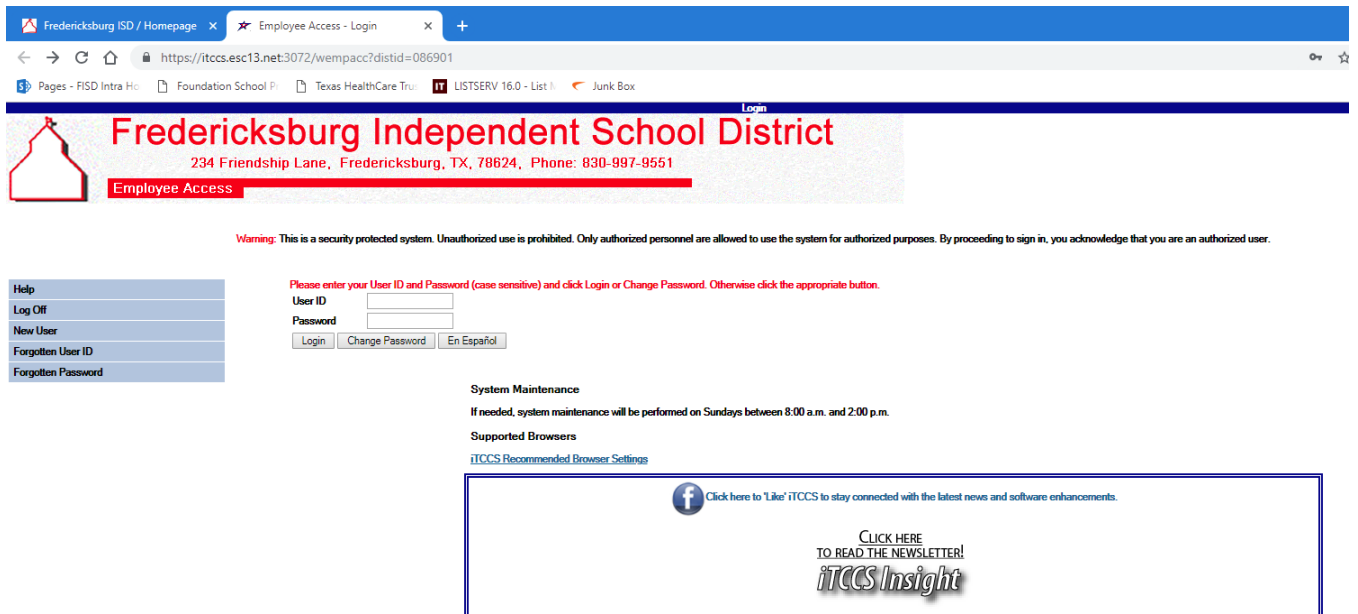 Fredericksburg ISD / Homepage
Employee Access - Login
https://itccs.esc13.net:3072/wempacc?distid=086901
Pages - FISD Intra Ho
Foundation School P
Texas HealthCare Tru
IT
LISTSERV 16.0 - List
Junk Box
Login
Fredericksburg Independent School District
234 Friendship Lane, Fredericksburg, TX, 78624, Phone: 830-997-9551
Employee Access
Warning: This is a security protected system. Unauthorized use is prohibited. Only authorized personnel are allowed to use the system for authorized purposes. By proceeding to sign in, you acknowledge that you are an authorized user.
Help
Log Off
New User
Forgotten User ID
Forgotten Password
Please enter your User ID and Password (case sensitive) and click Login or Change Password. Otherwise click the appropriate button.
User ID
Password
Login Change Password En Español
System Maintenance
If needed, system maintenance will be performed on Sundays between 8:00 a.m. and 2:00 p.m.
Supported Browsers
iTCCS Recommended Browser Settings
Click here to 'Like' iTCCS to stay connected with the latest news and software enhancements.
CLICK HERE
TO READ THE NEWSLETTER!
iTCCS Insight